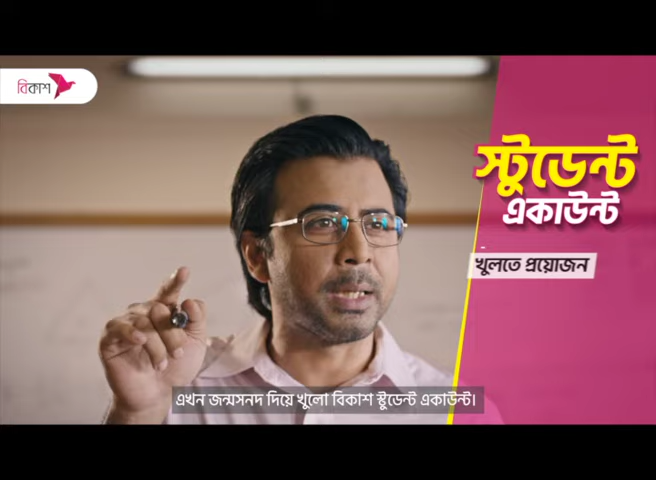 বিকাশ
স্টুডেন্ট
একাউন্ট
খুলতে প্রয়োজন
এখন জন্মসনদ দিয়ে খুলো বিকাশ স্টুডেন্ট একাউন্ট।